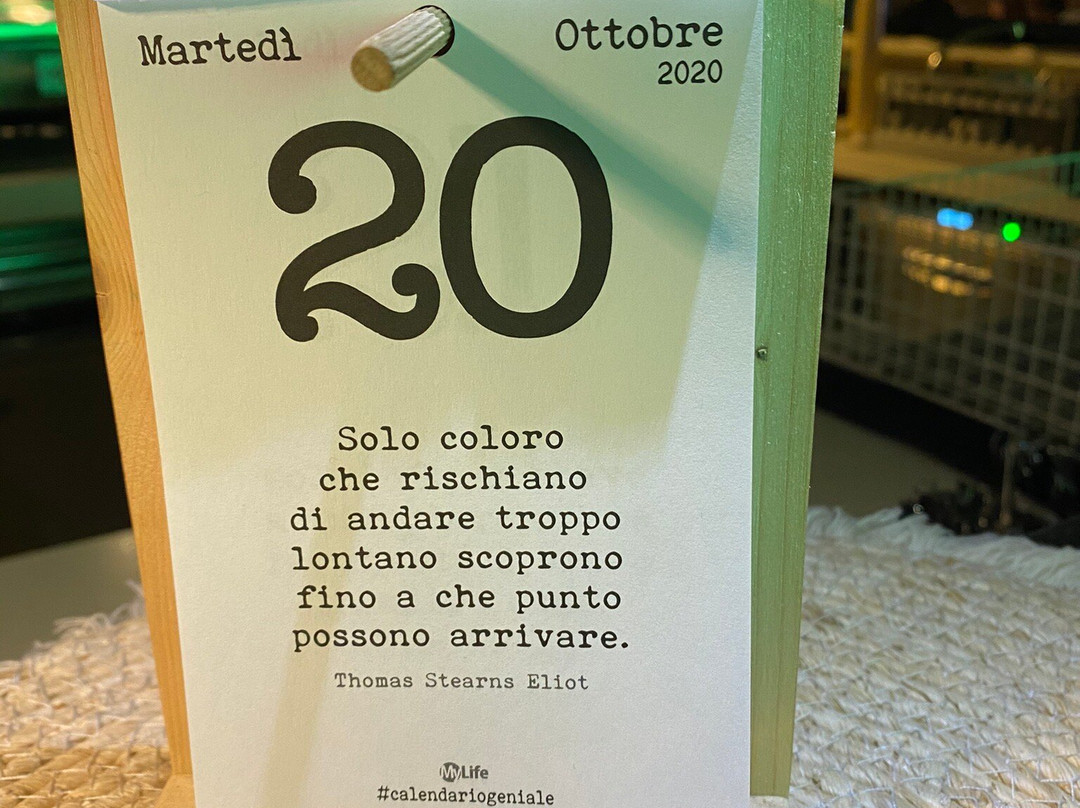 Martedì
Ottobre
2020
20
Solo coloro
che rischiano
di andare troppo
lontano scoprono
fino a che punto
possono arrivare.
Thomas Stearns Eliot
MyLife
#calendariogeniale